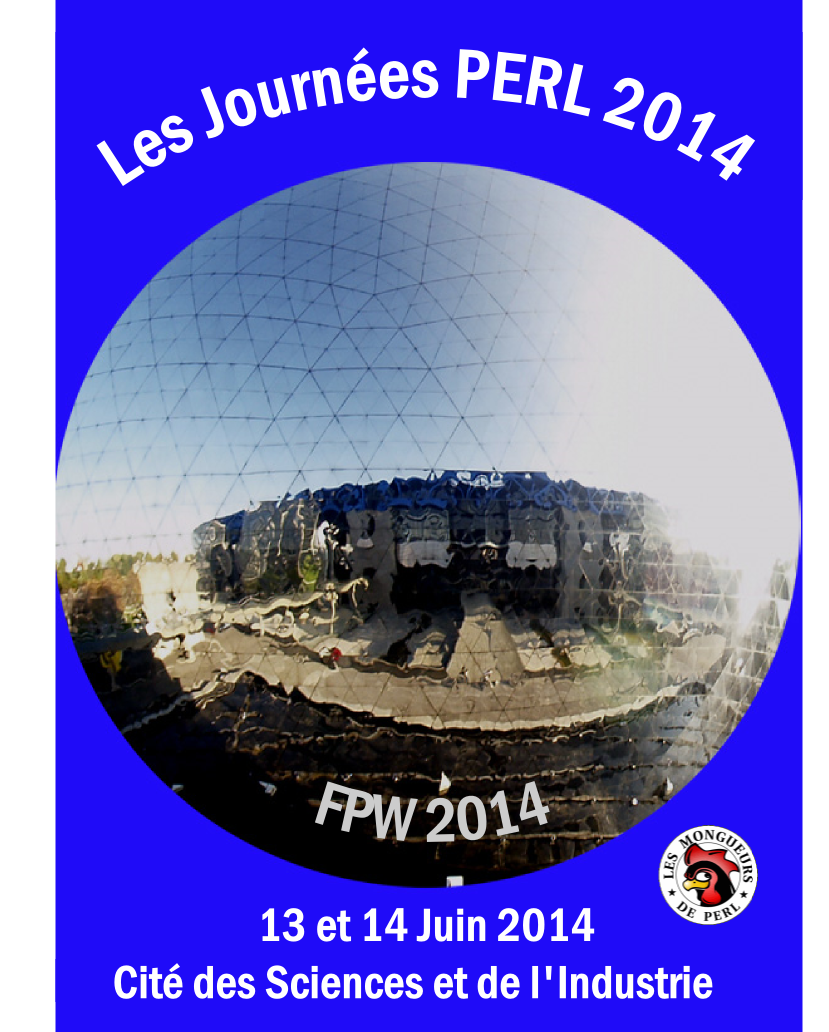 Les Journées PERL 2014
FPW 2014
LES MONGUEURS
DE PERL
13 et 14 Juin 2014
Cité des Sciences et de l'Industrie